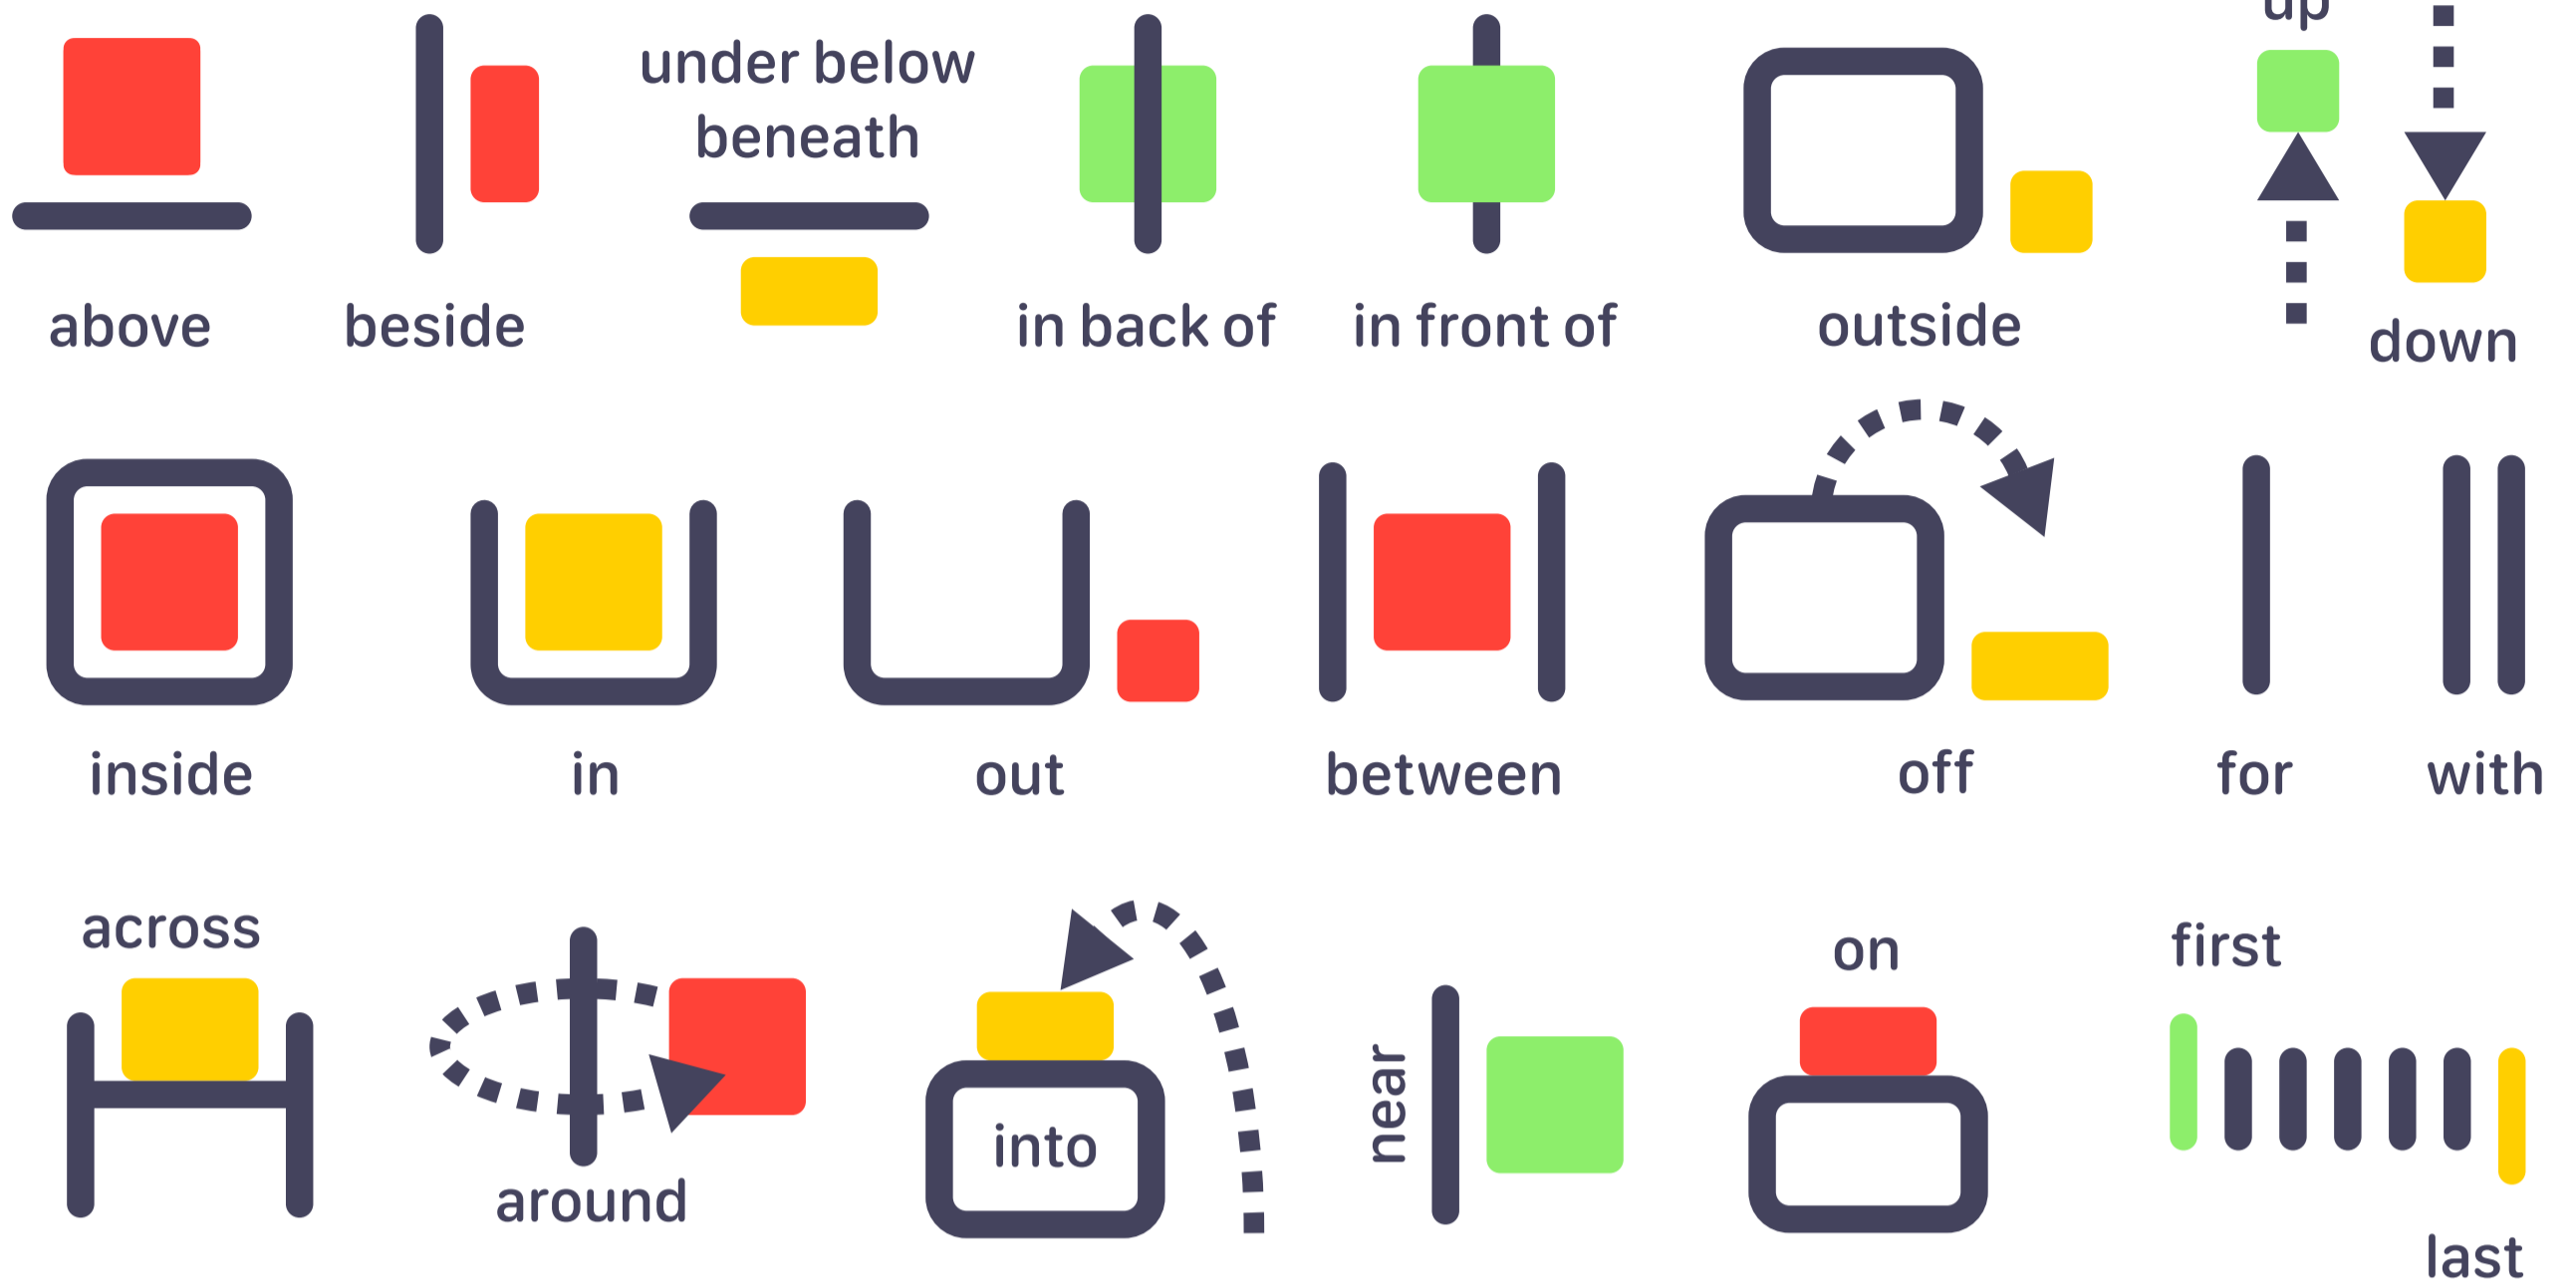 up
under below
beneath
above
beside
in back of
in front of
outside
down
inside
in
out
between
off
for
with
across
around
into
near
on
first
last